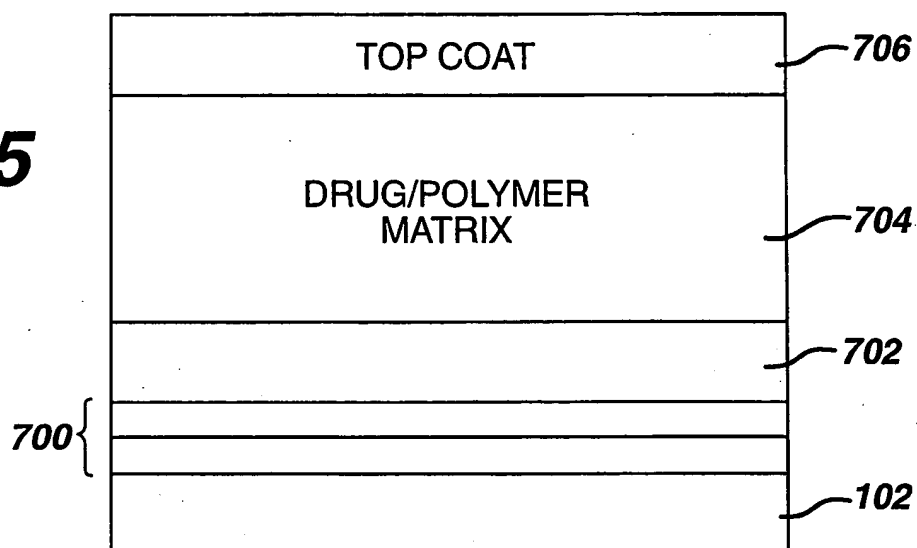 TOP COAT
706
5
DRUG/POLYMER
MATRIX
704
702
700
102